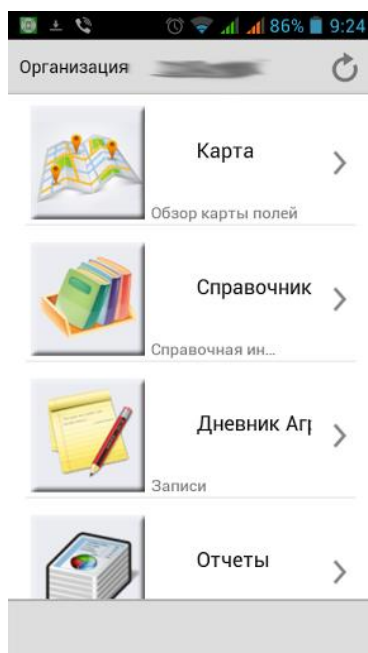 86% 9:24
Организация
Карта
Обзор карты полей
Справочник
Справочная ин...
Дневник Агр
Записи
Отчеты